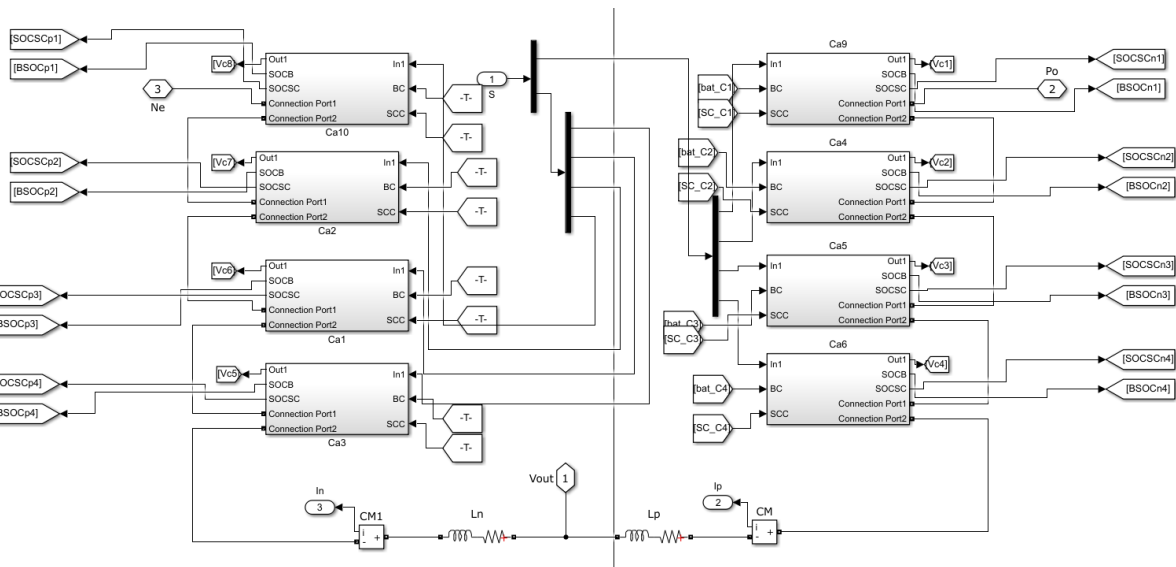 [SOCSCp1]
[BSOCp1]
3
Ne
[Vc8]
Out1
SOCB
SOCSC
Connection Port1
Connection Port2
In1
BC
SCC
Ca10
-T-
-T-
[SOCSCp2]
[BSOCp2]
[Vc7]
Out1
SOCB
SOCSC
Connection Port1
Connection Port2
In1
BC
SCC
Ca2
-T-
-T-
SOCSCp3]
BSOCp3]
[Vc6]
Out1
SOCB
SOCSC
Connection Port1
Connection Port2
In1
BC
SCC
Ca1
-T-
-T-
SOCSCp4]
BSOCp4]
[Vc5]
Out1
SOCB
SOCSC
Connection Port1
Connection Port2
In1
BC
SCC
Ca3
-T-
-T-
1
S
Ca9
[bat_C1]
[SC_C1]
In1
BC
SCC
Out1
SOCB
SOCSC
Connection Port1
Connection Port2
[Vc1]
Po
2
[SOCSCn1]
[BSOCn1]
Ca4
[bat_C2]
[SC_C2]
In1
BC
SCC
Out1
SOCB
SOCSC
Connection Port1
Connection Port2
[Vc2]
[SOCSCn2]
[BSOCn2]
Ca5
[bat_C3]
[SC_C3]
In1
BC
SCC
Out1
SOCB
SOCSC
Connection Port1
Connection Port2
[Vc3]
[SOCSCn3]
[BSOCn3]
Ca6
[bat_C4]
[SC_C4]
In1
BC
SCC
Out1
SOCB
SOCSC
Connection Port1
Connection Port2
[Vc4]
[SOCSCn4]
[BSOCn4]
In
3
CM1
i
-
+
Ln
Vout
1
Lp
Ip
2
CM
i
-
+